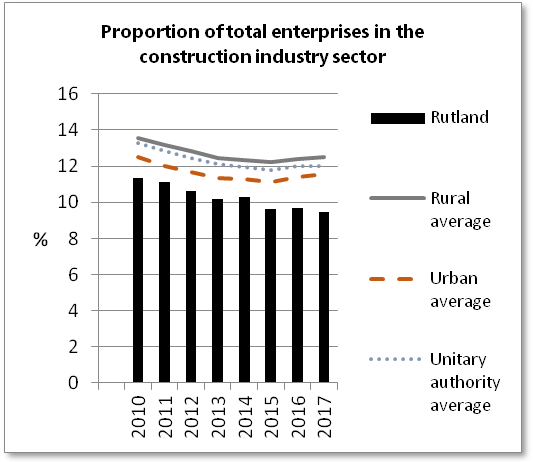 Proportion of total enterprises in the
construction industry sector
16
14
12
10
8
6
4
2
0
%
2010
2011
2012
2013
2014
2015
2016
2017
Rutland
Rural
average
Urban
average
Unitary
authority
average